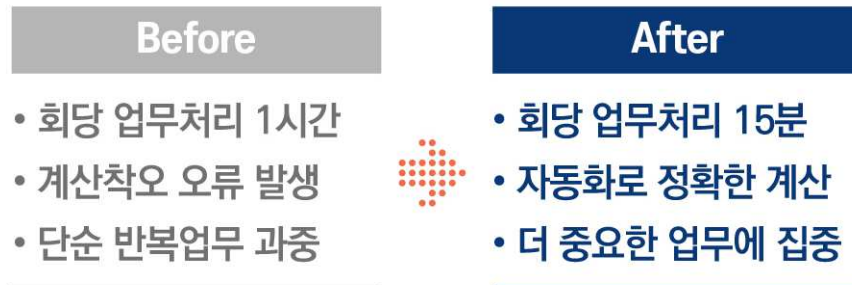 Before
• 회당 업무처리 1시간
• 계산착오 오류 발생
• 단순 반복업무 과중
After
• 회당 업무처리 15분
• 자동화로 정확한 계산
• 더 중요한 업무에 집중